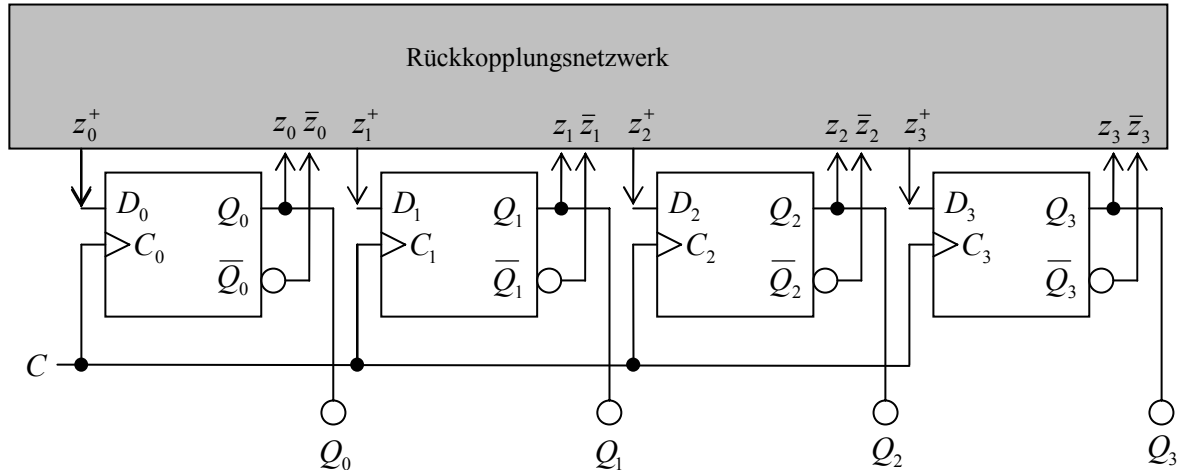 Rückkopplungsnetzwerk
z₀⁺ z₀ z̄₀ z₁⁺ z₁ z̄₁ z₂⁺ z₂ z̄₂ z₃⁺ z₃ z̄₃
D₀ Q₀ D₁ Q₁ D₂ Q₂ D₃ Q₃
C₀ C₁ C₂ C₃
Q̅₀ Q̅₁ Q̅₂ Q̅₃
C
Q₀ Q₁ Q₂ Q₃